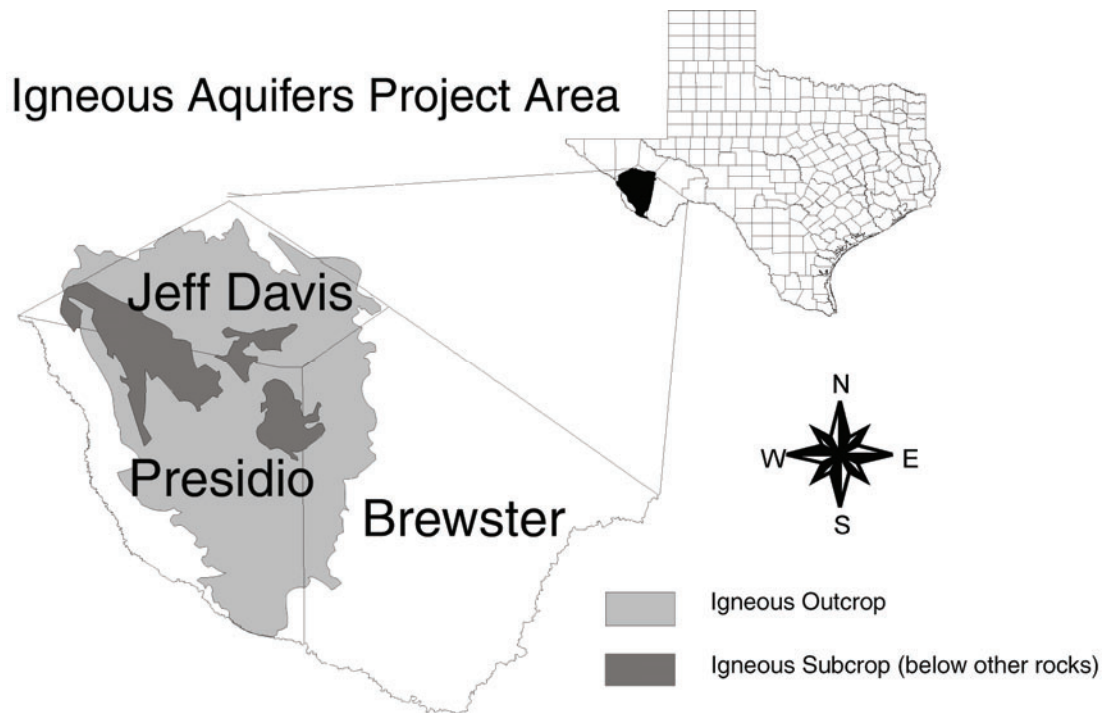 Igneous Aquifers Project Area
Jeff Davis
Presidio
Brewster
N
W
E
S
Igneous Outcrop
Igneous Subcrop (below other rocks)